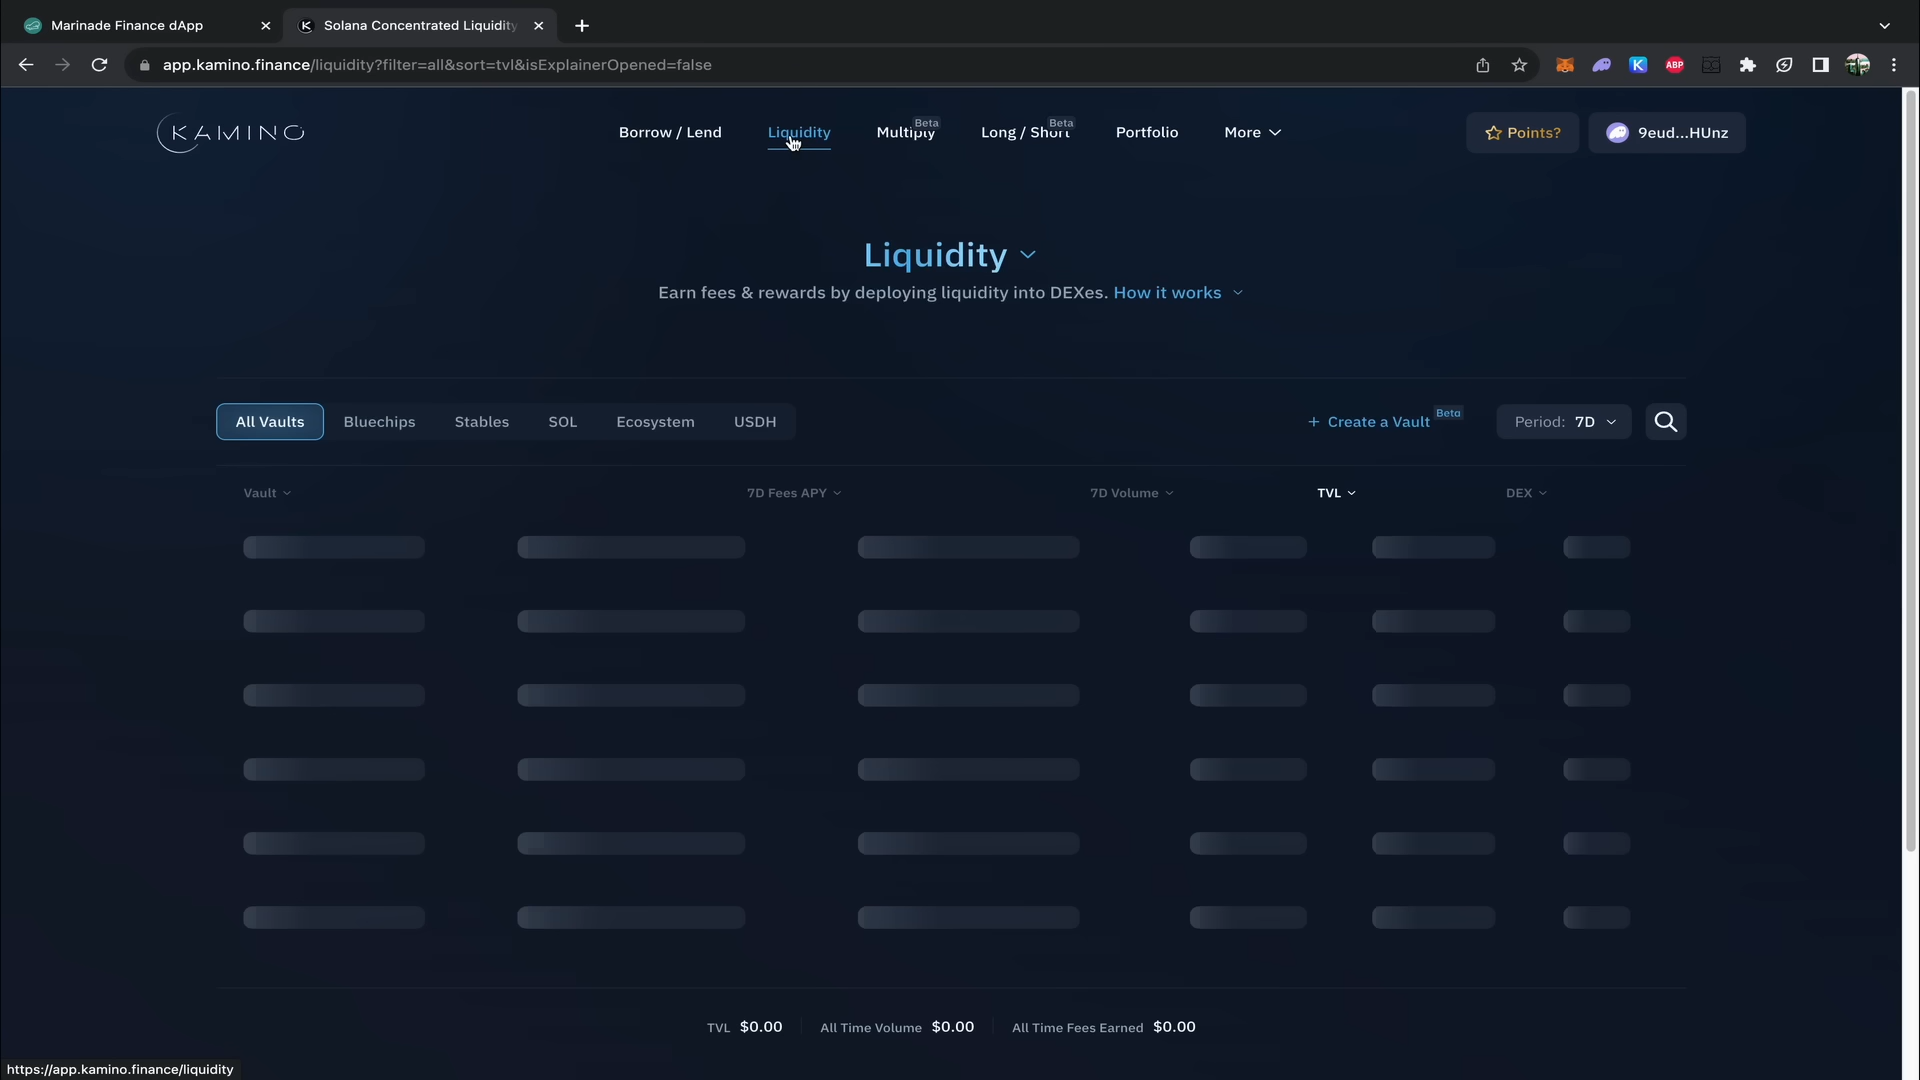 Marinade Finance dApp
Solana Concentrated Liquidity
app.kamino.finance/liquidity?filter=all&sort=tvl&isExplainerOpened=false
K
ABP
KAMINO
Borrow / Lend
Liquidity
Multiply
Beta
Long / Short
Beta
Portfolio
More
Points?
9eud...HUnz
Liquidity
Earn fees & rewards by deploying liquidity into DEXes. How it works
All Vaults
Bluechips
Stables
SOL
Ecosystem
USDH
+ Create a Vault
Beta
Period: 7D
Vault
7D Fees APY
7D Volume
TVL
DEX
TVL $0.00
All Time Volume $0.00
All Time Fees Earned $0.00
https://app.kamino.finance/liquidity